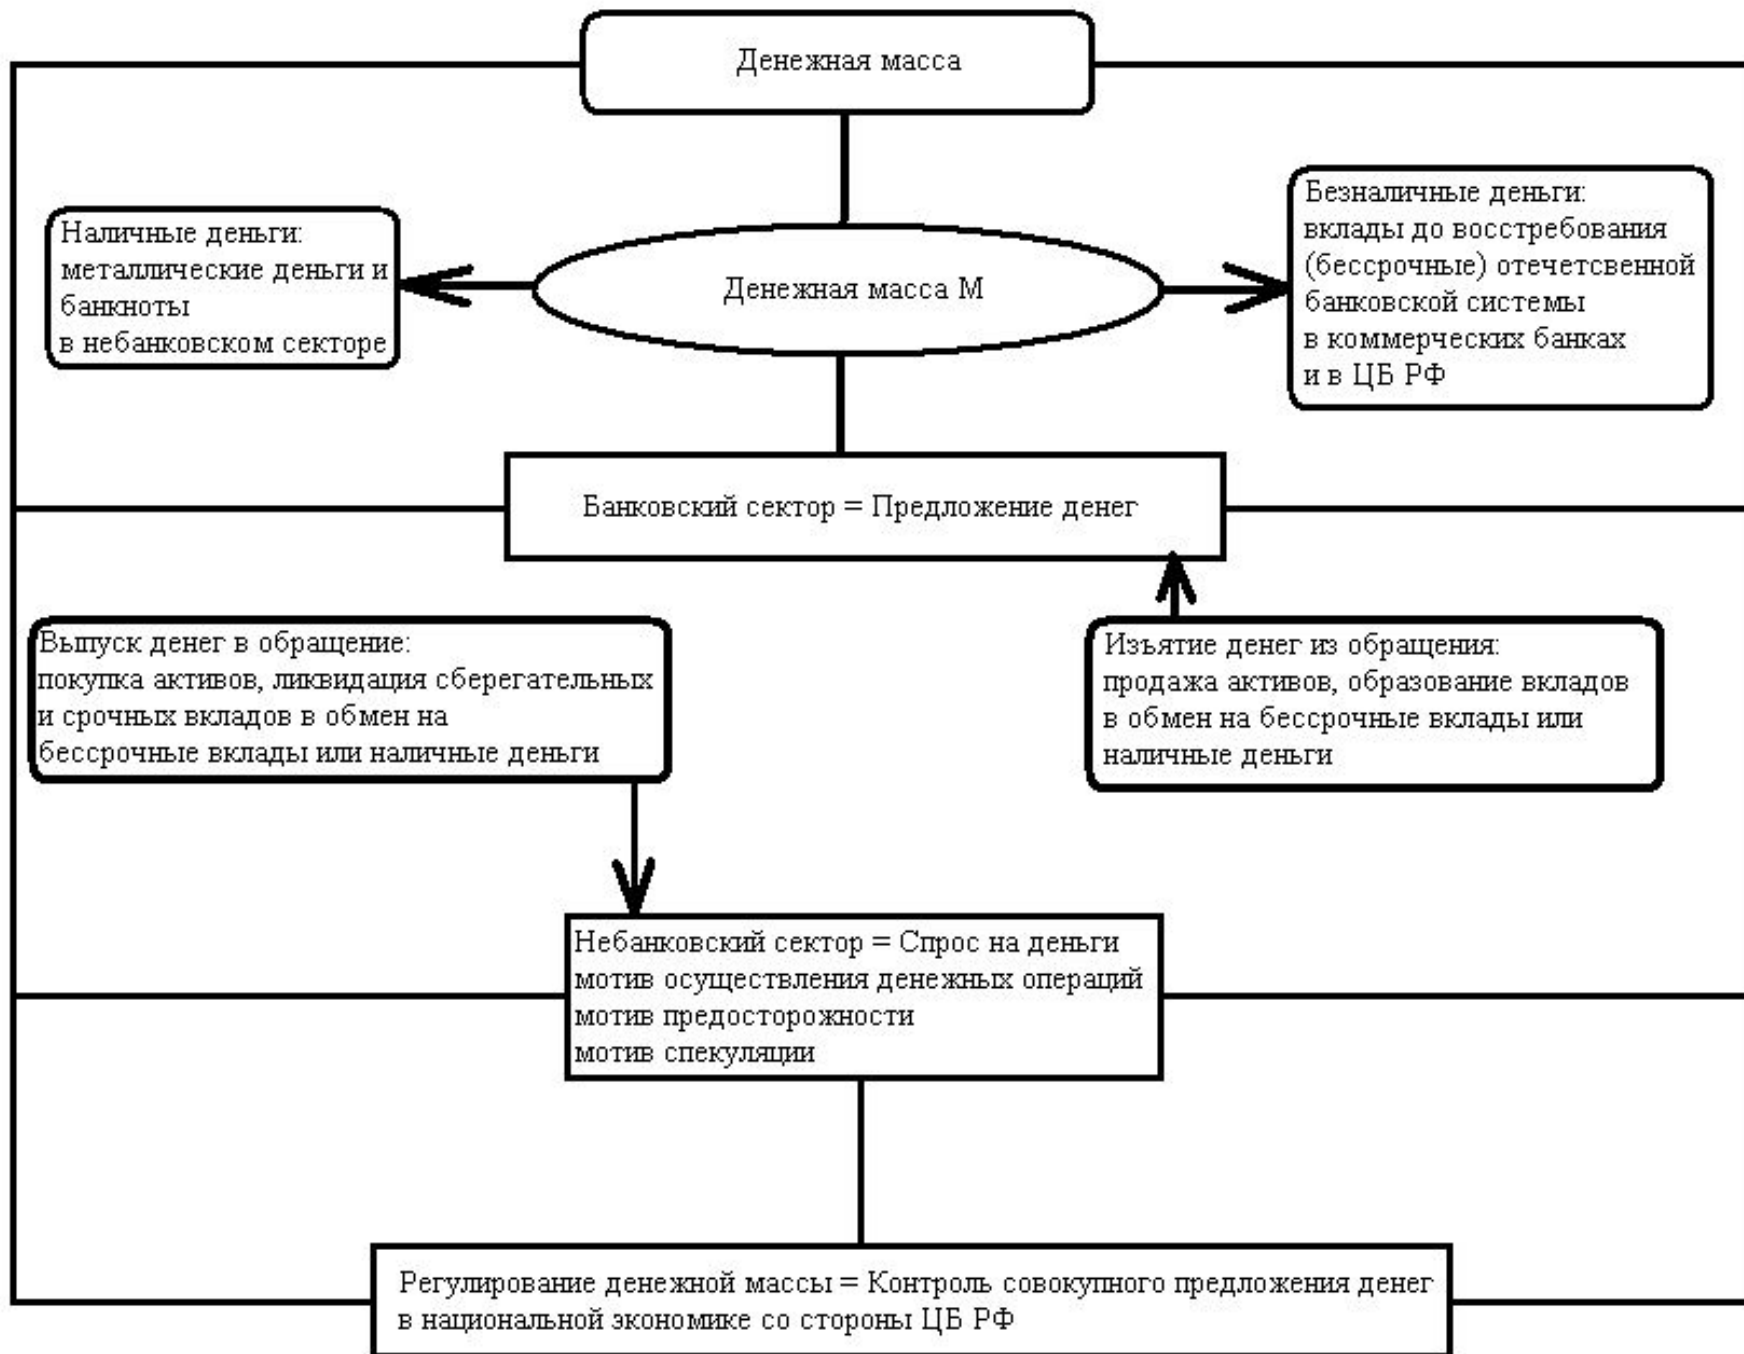 Денежная масса
Наличные деньги:
металлические деньги и
банкноты
в небанковском секторе
Денежная масса М
Безналичные деньги:
вклады до восстребования
(бессрочные) отечетсвенной
банковской системы
в коммерческих банках
и в ЦБ РФ
Банковский сектор = Предложение денег
Выпуск денег в обращение:
покупка активов, ликвидация сберегательных
и срочных вкладов в обмен на
бессрочные вклады или наличные деньги
Изъятие денег из обращения:
продажа активов, образование вкладов
в обмен на бессрочные вклады или
наличные деньги
Небанковский сектор = Спрос на деньги
мотив осуществления денежных операций
мотив предосторожности
мотив спекуляции
Регулирование денежной массы = Контроль совокупного предложения денег
в национальной экономике со стороны ЦБ РФ